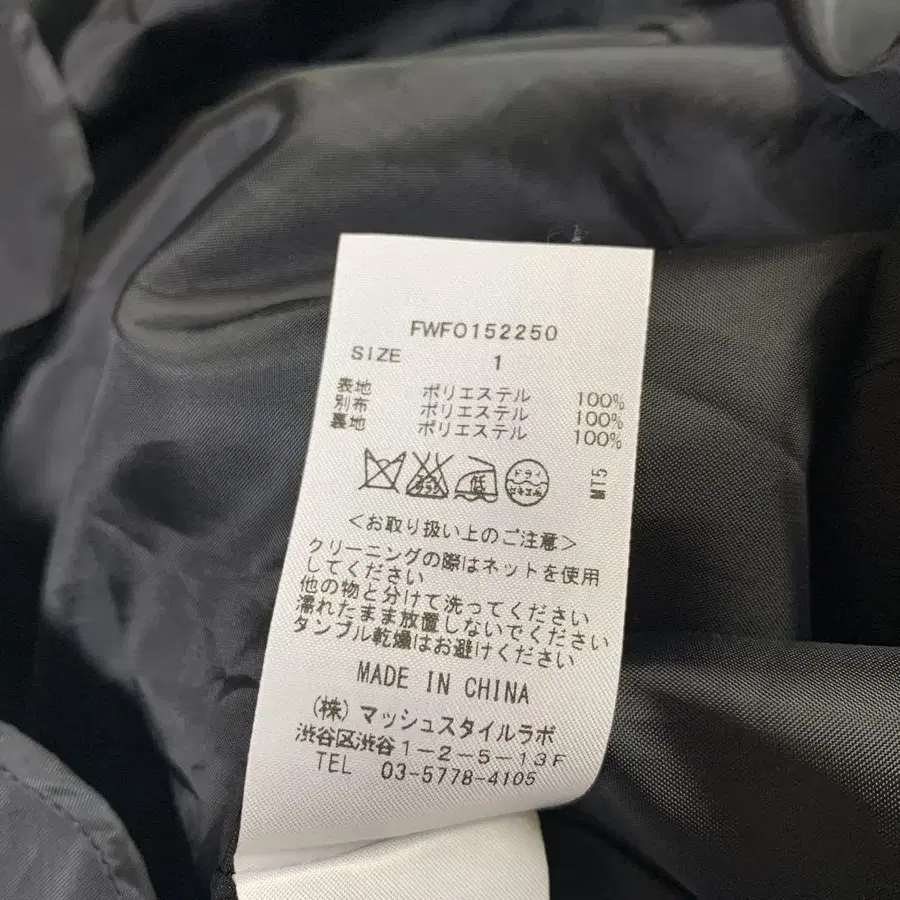 FWF0152250
SIZE 1
表地 ポリエステル 100%
別布 ポリエステル 100%
裏地 ポリエステル 100%
低 ドライ MT5
<お取り扱い上のご注意>
クリーニングの際はネットを使用
してください
他の物と分けて洗ってください
濡れたまま放置しないでください
タンブル乾燥はお避けください
MADE IN CHINA
(株)マッシュスタイルラボ
渋谷区渋谷1-2-5-13F
TEL 03-5778-4105